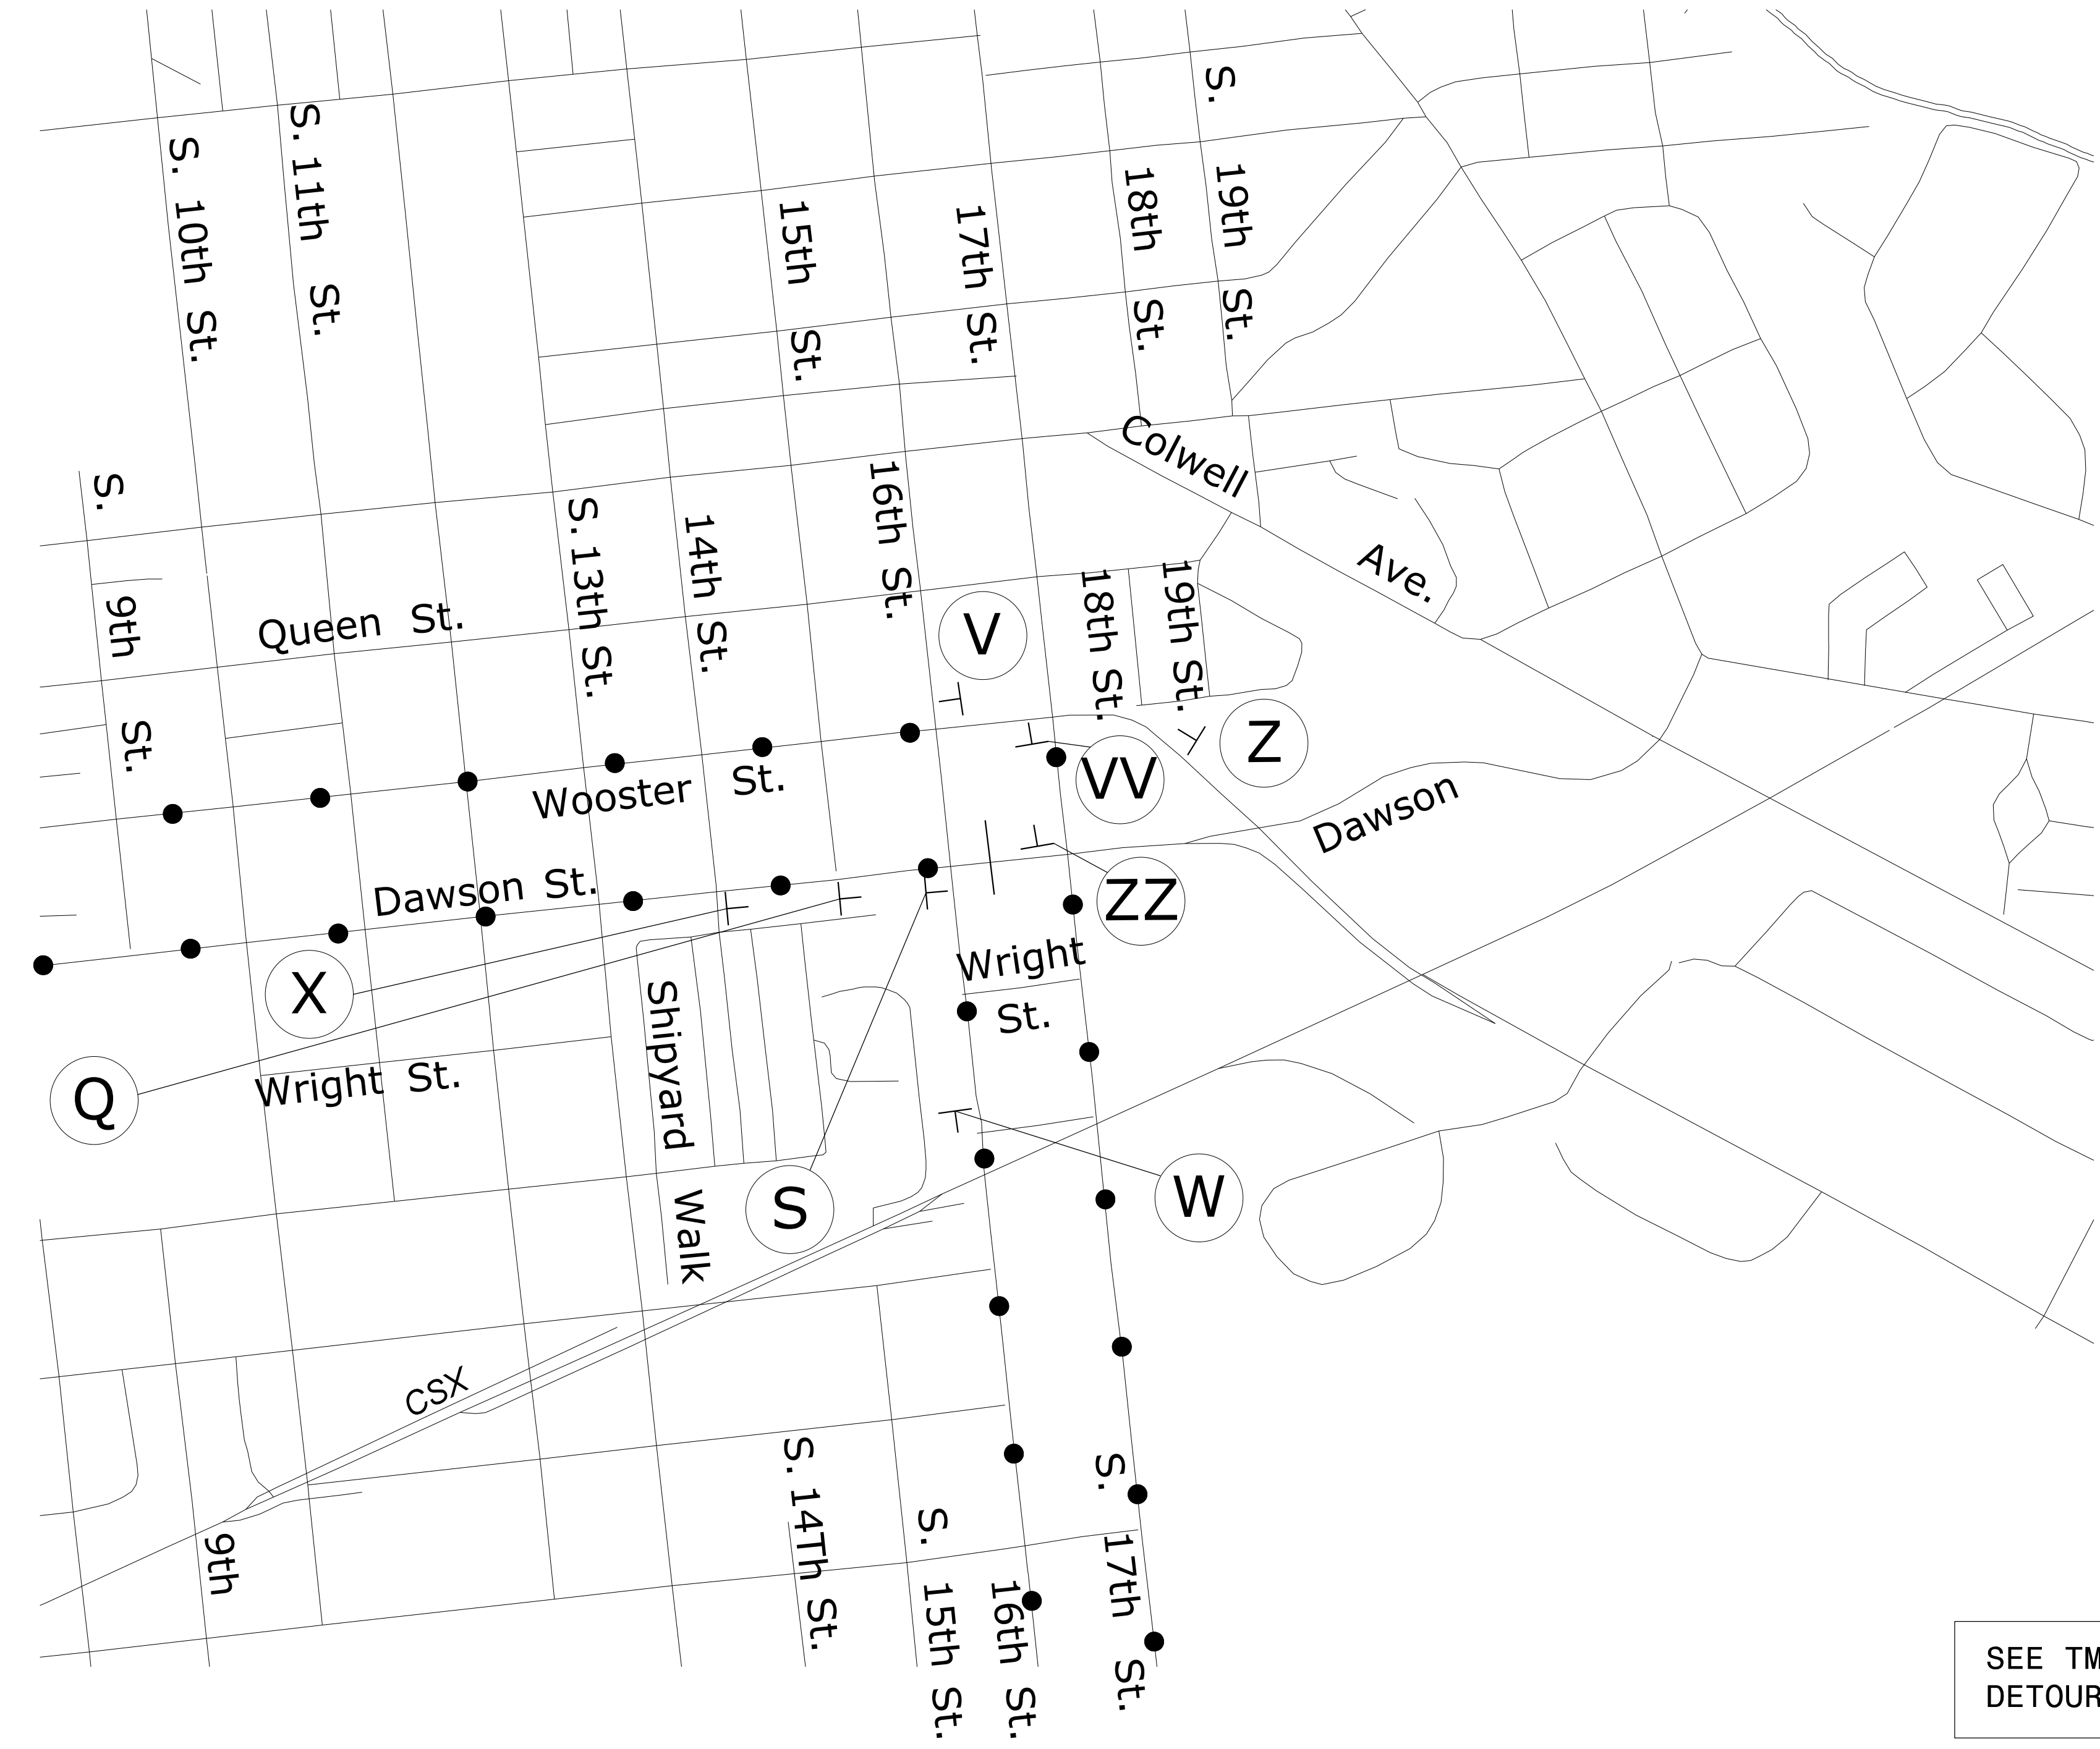 S. 10th St.
S. 11th St.
15th St.
17th St.
18th St.
S. 19th St.
S. 9th St.
Queen St.
S. 13th St.
14th St.
16th St.
Colwell Ave.
18th St.
19th St.
V
Z
VV
Wooster St.
Dawson
Dawson St.
ZZ
X
Wright St.
Q
Wright St.
Shipyard Walk
S
W
CSX
9th
S. 14Th St.
S. 15th St.
16th St.
S. 17th St.
SEE TM
DETOUR